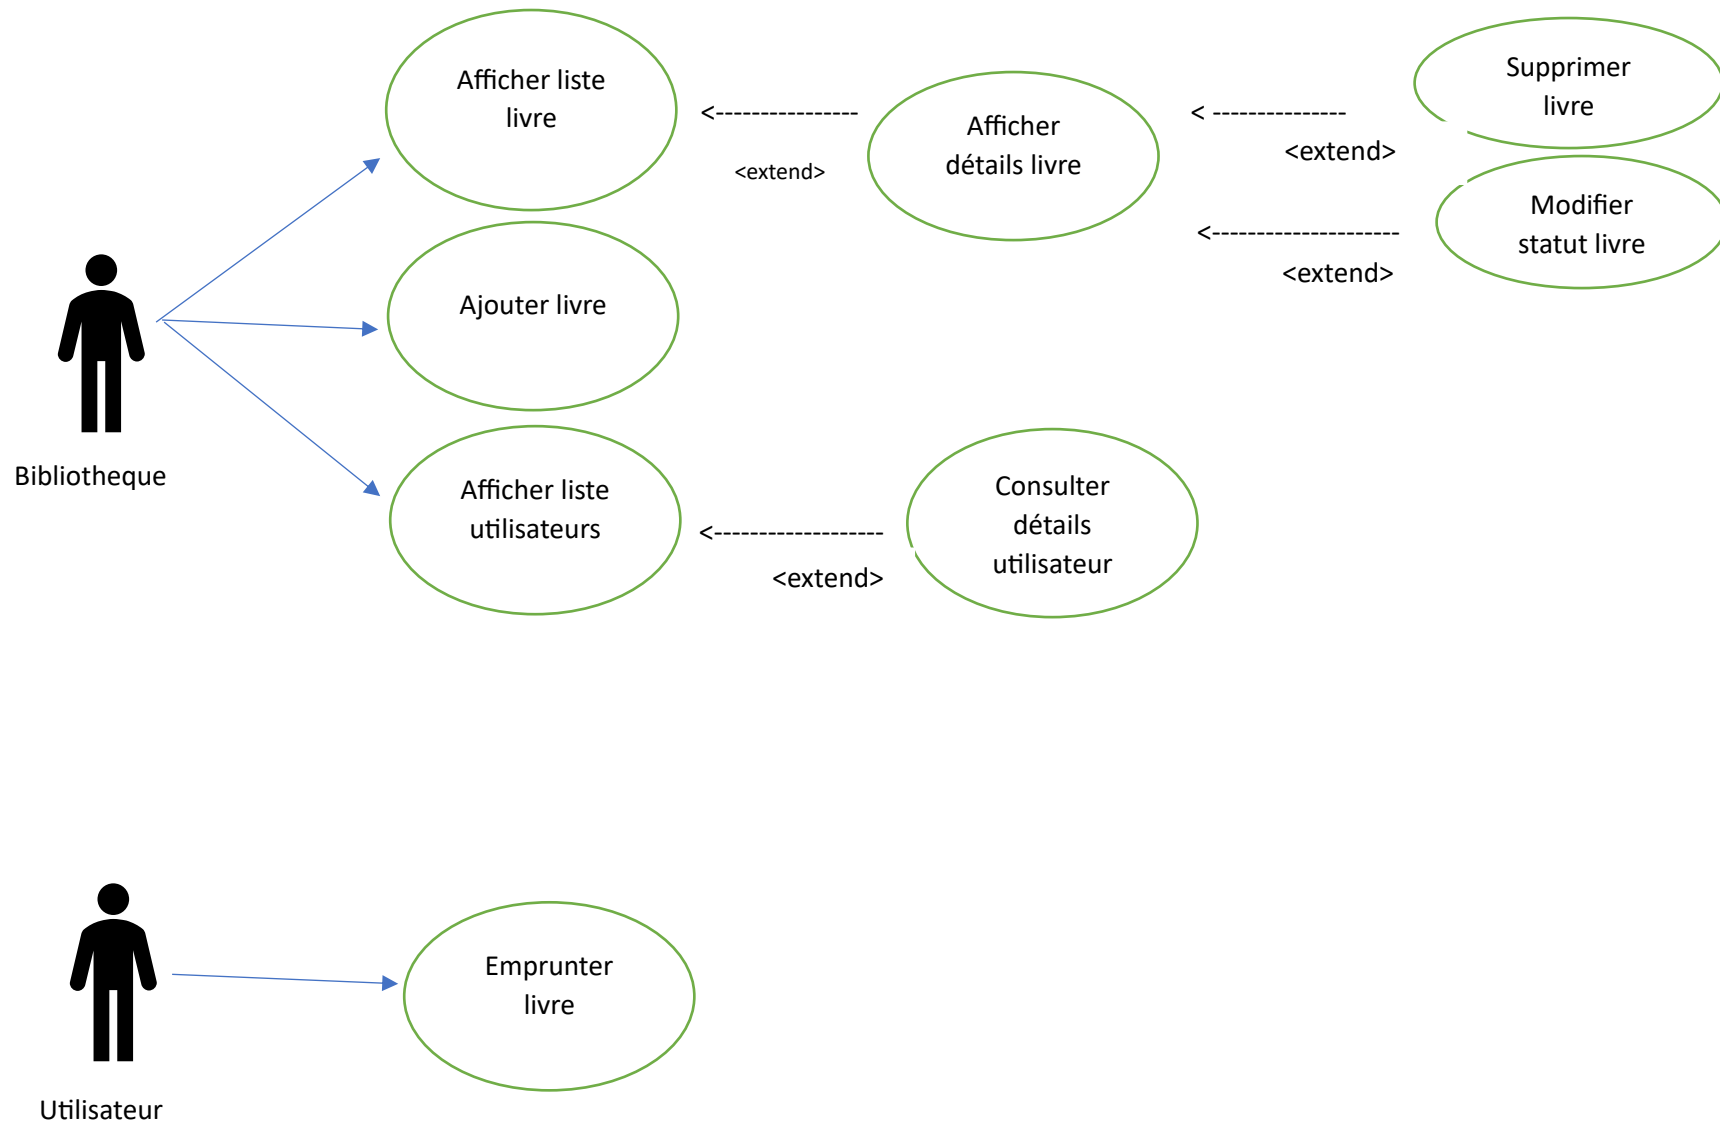 Afficher liste
livre
<----------------
<extend>
Afficher
détails livre
< ---------------
<extend>
Supprimer
livre
<---------------------
<extend>
Modifier
statut livre
Ajouter livre
Bibliotheque
Afficher liste
utilisateurs
<-------------------
<extend>
Consulter
détails
utilisateur
Emprunter
livre
Utilisateur